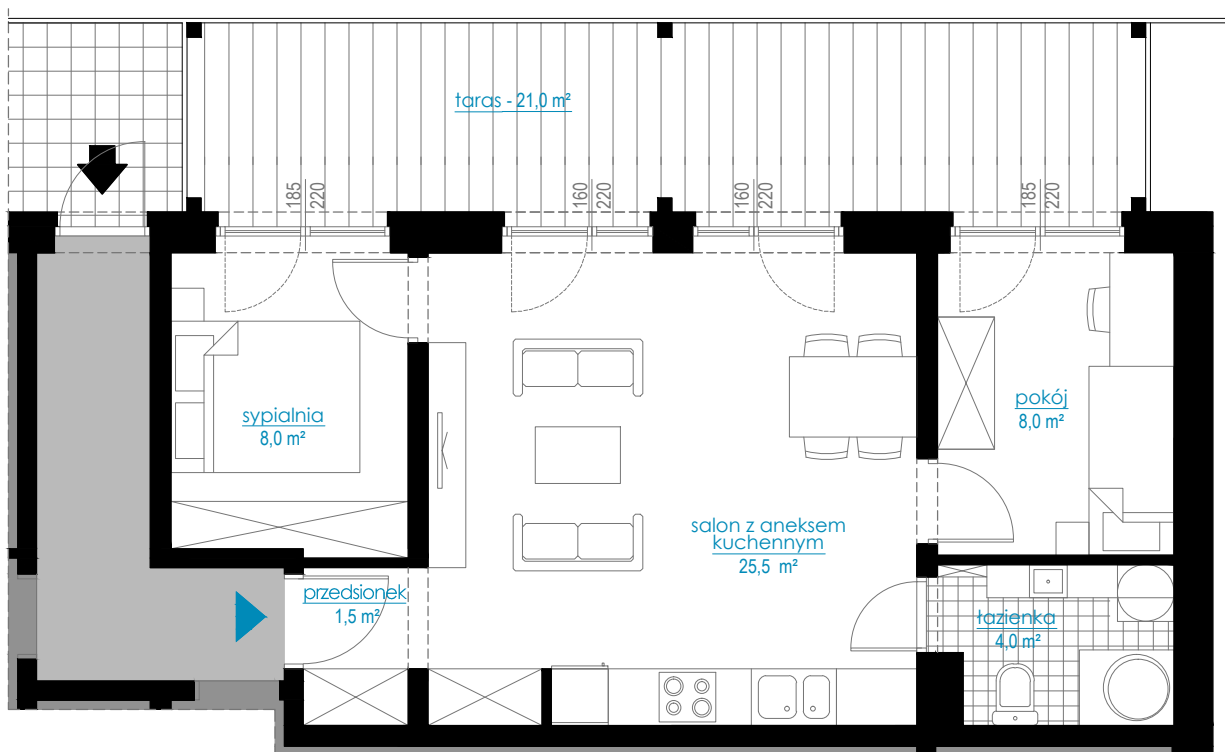 taras - 21,0 m²
185
220
160
220
160
220
185
220
sypialnia
8,0 m²
pokój
8,0 m²
salon z aneksem
kuchennym
25,5 m²
przedsionek
1,5 m²
łazienka
4,0 m²